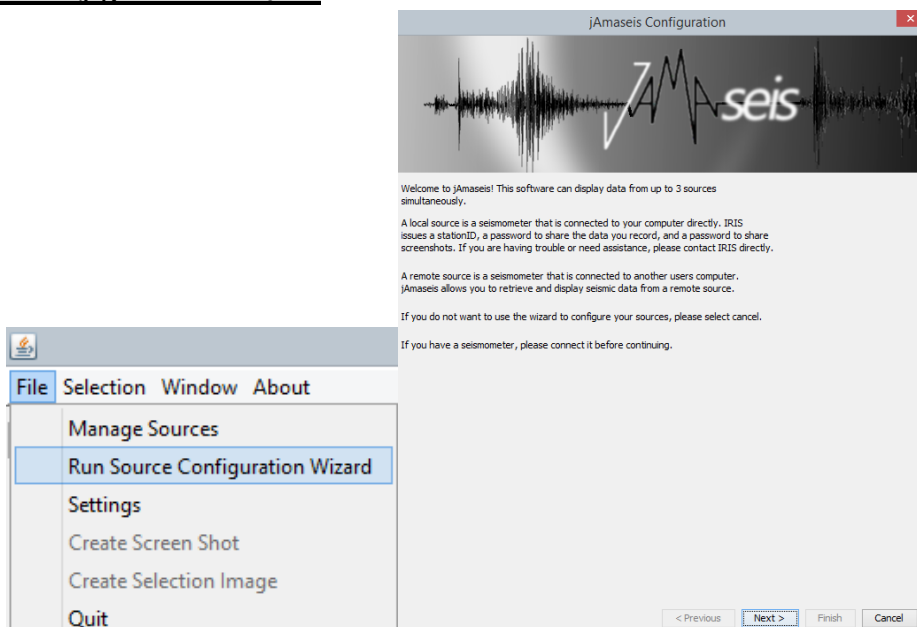 jAmaseis Configuration
jAMAseis
Welcome to jAmaseis! This software can display data from up to 3 sources
simultaneously.
A local source is a seismometer that is connected to your computer directly. IRIS
issues a stationID, a password to share the data you record, and a password to share
screenshots. If you are having trouble or need assistance, please contact IRIS directly.
A remote source is a seismometer that is connected to another users computer.
jAmaseis allows you to retrieve and display seismic data from a remote source.
If you do not want to use the wizard to configure your sources, please select cancel.
If you have a seismometer, please connect it before continuing.
< Previous Next > Finish Cancel
File Selection Window About
Manage Sources
Run Source Configuration Wizard
Settings
Create Screen Shot
Create Selection Image
Quit